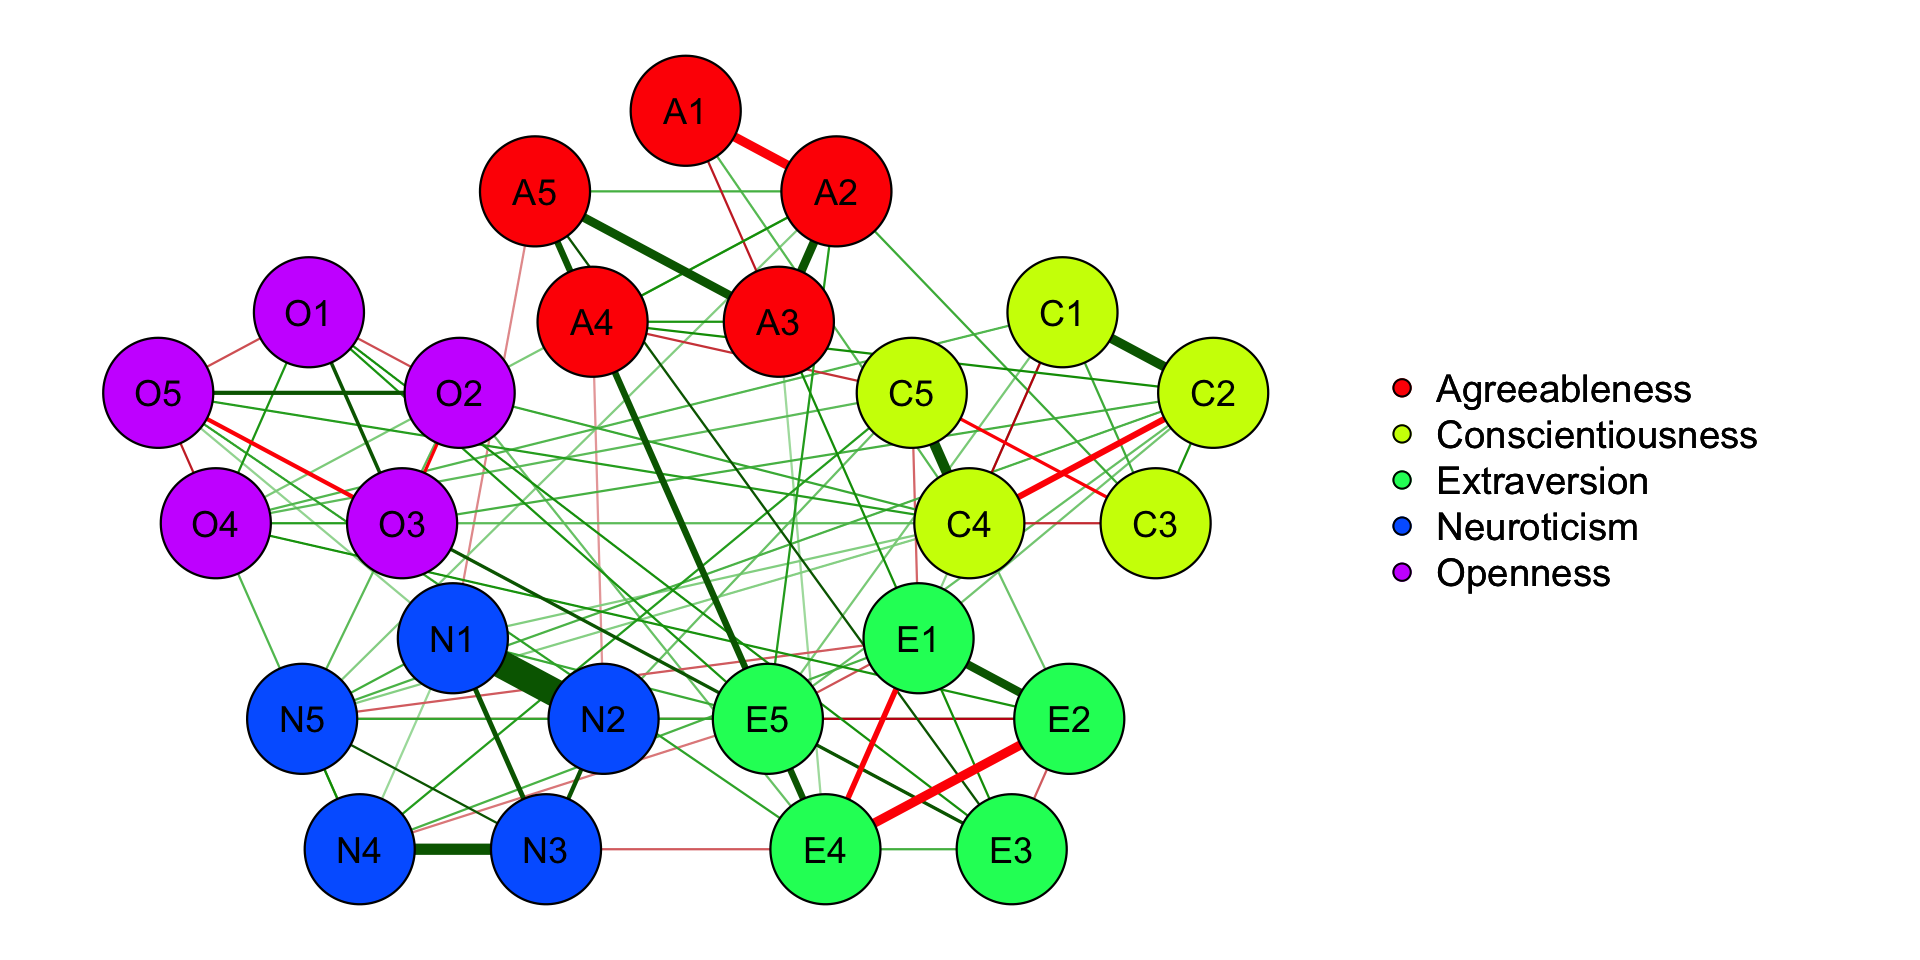 A1
A5
A2
O1
A4
A3
C1
O5
O2
C5
C2
O4
O3
C4
C3
N1
E1
N5
N2
E5
E2
N4
N3
E4
E3
Agreeableness
Conscientiousness
Extraversion
Neuroticism
Openness